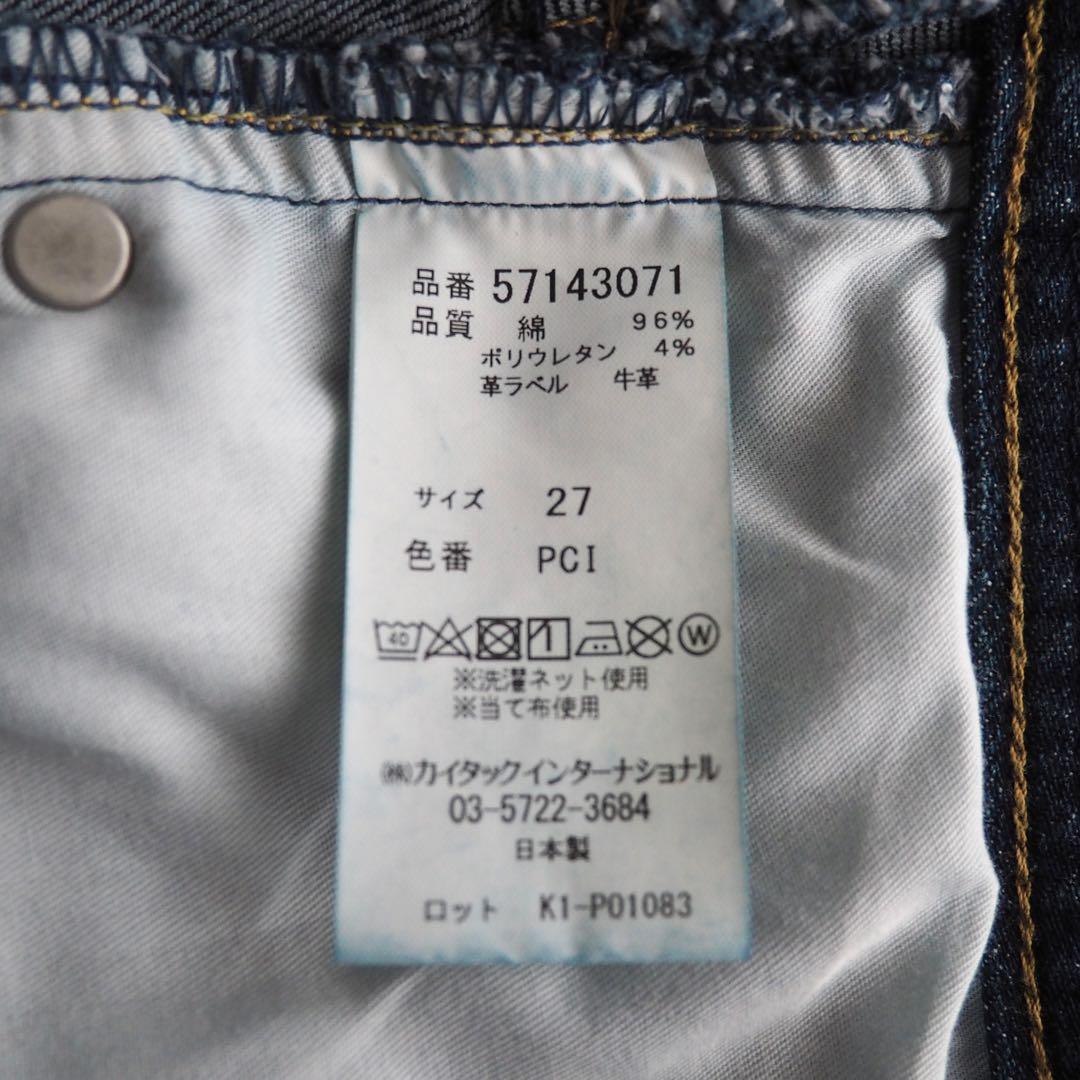 品番 57143071
品質 綿 96%
ポリウレタン 4%
革ラベル 牛革
サイズ 27
色番 PCI
40 W
※洗濯ネット使用
※当て布使用
㈱カイタックインターナショナル
03-5722-3684
日本製
ロット K1-P01083